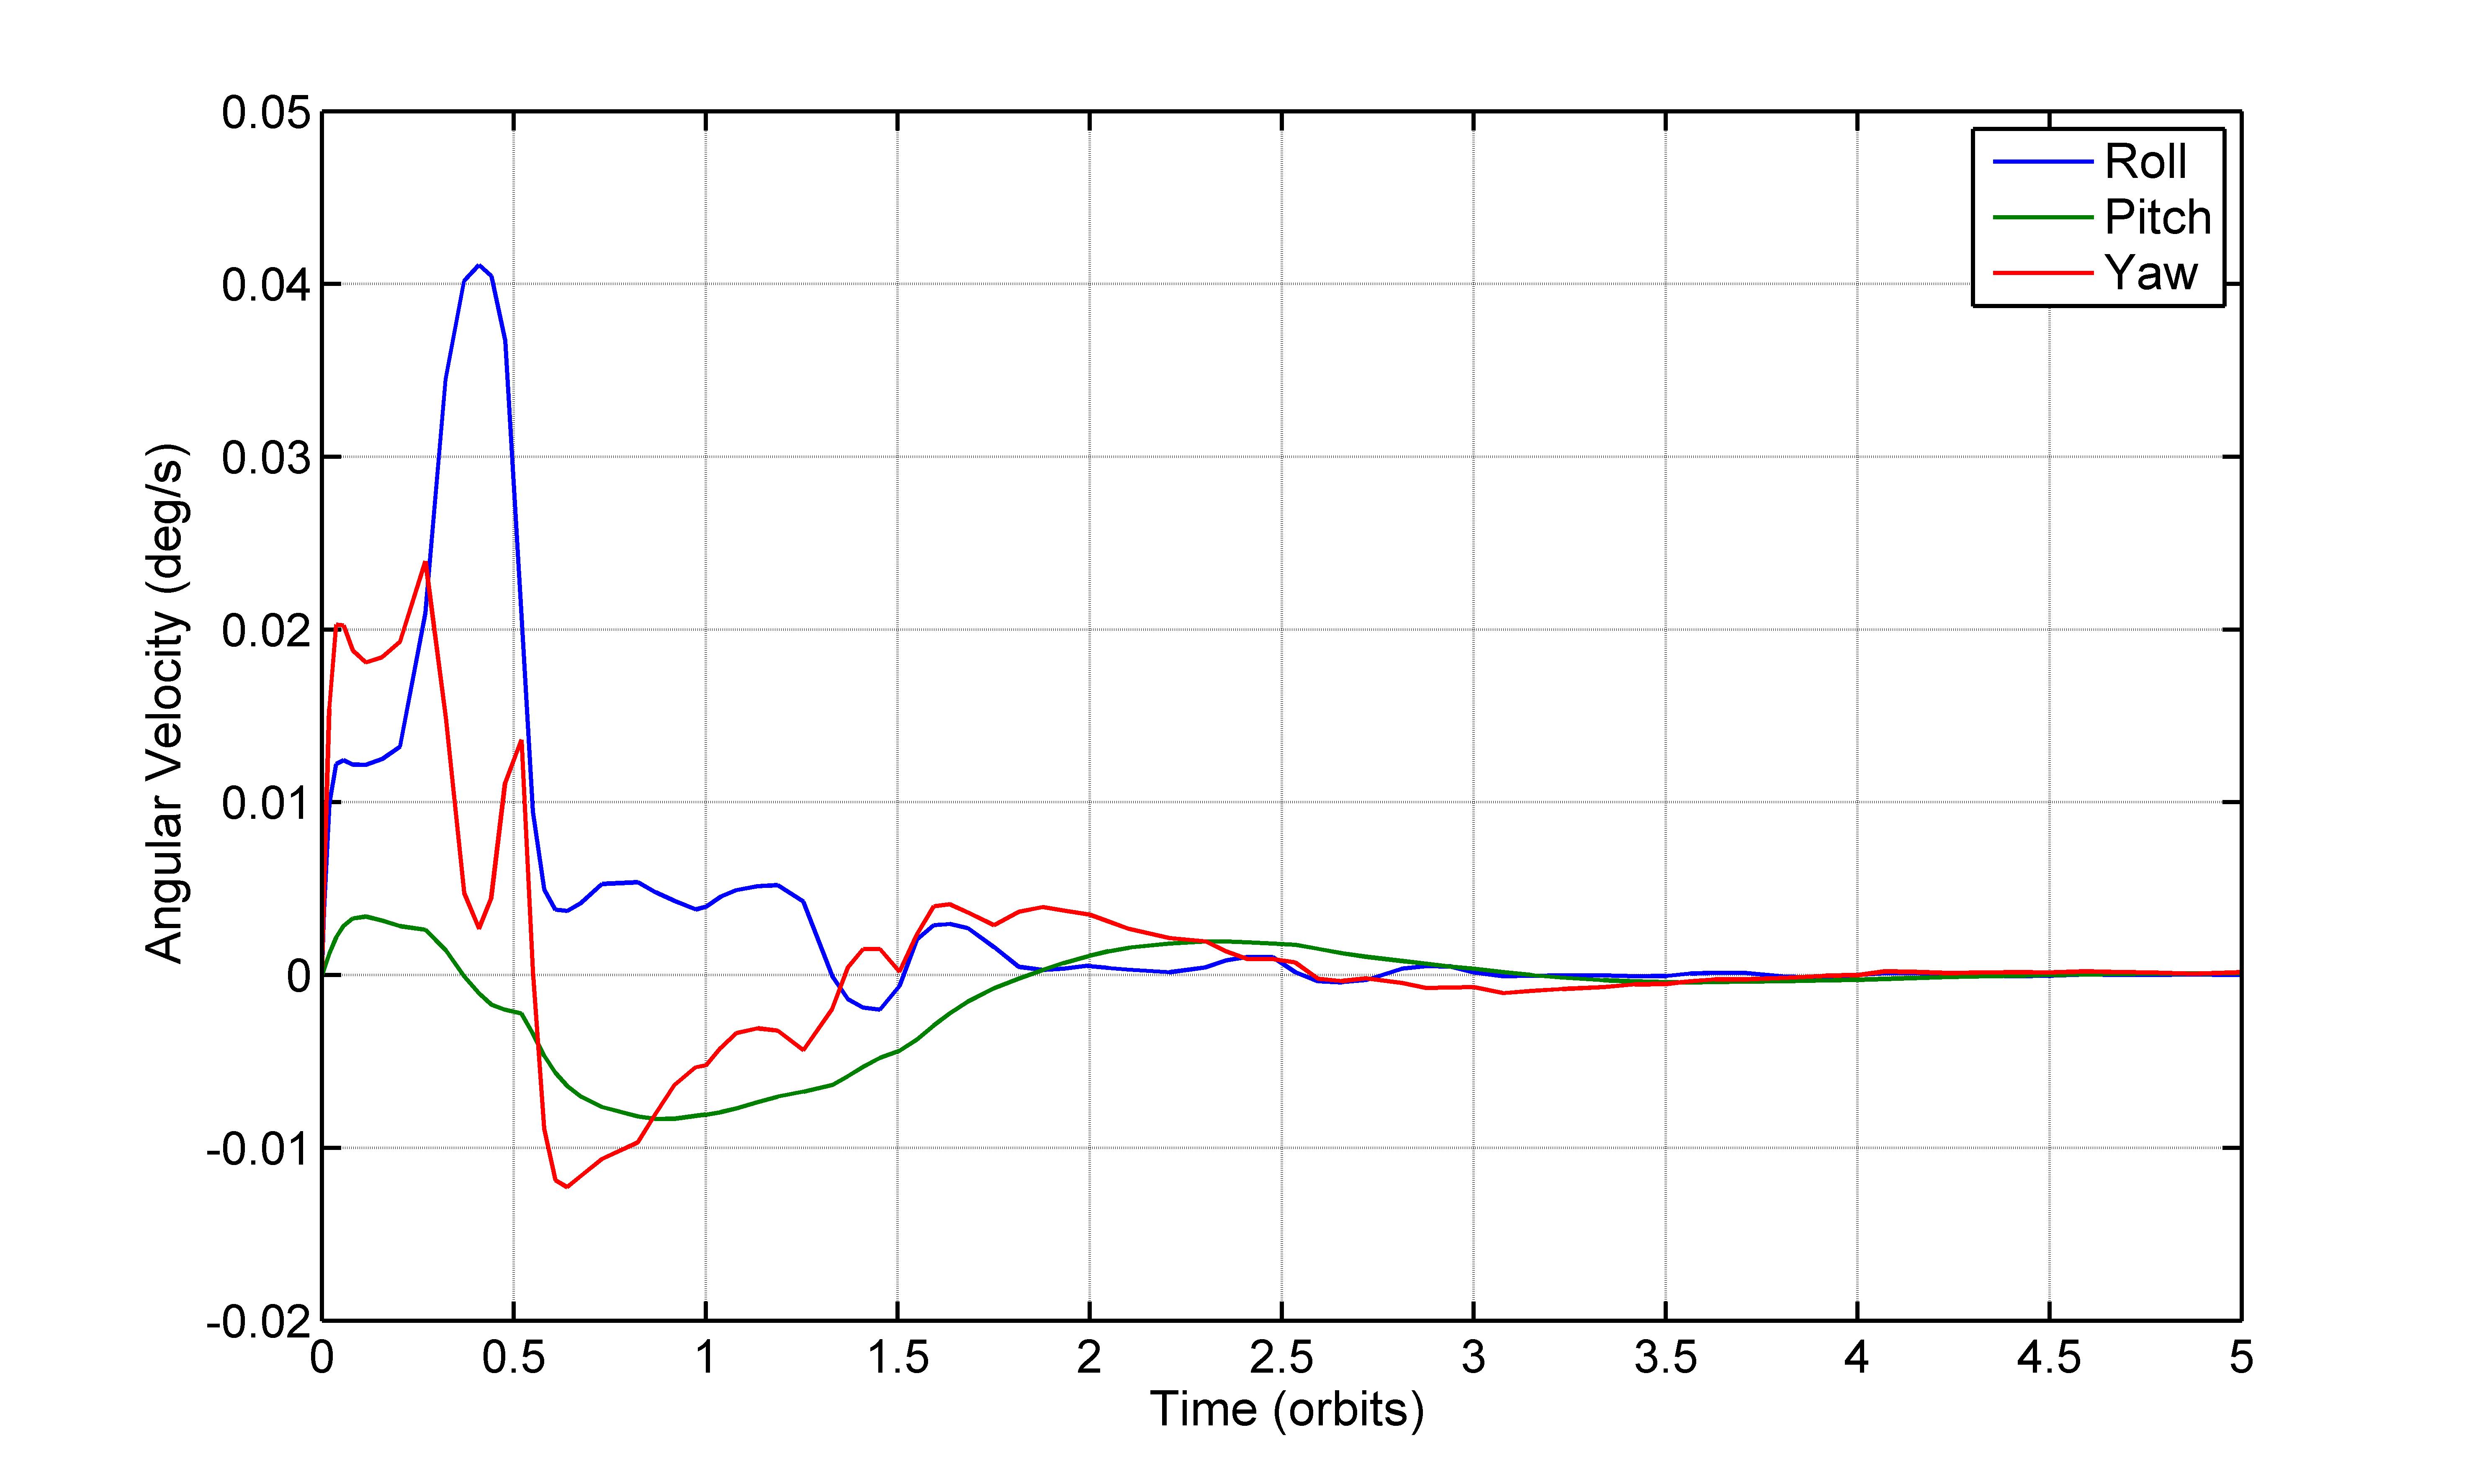 0.05
0.04
0.03
0.02
0.01
0
-0.01
-0.02
Angular Velocity (deg/s)
Roll
Pitch
Yaw
0 0.5 1 1.5 2 2.5 3 3.5 4 4.5 5
Time (orbits)